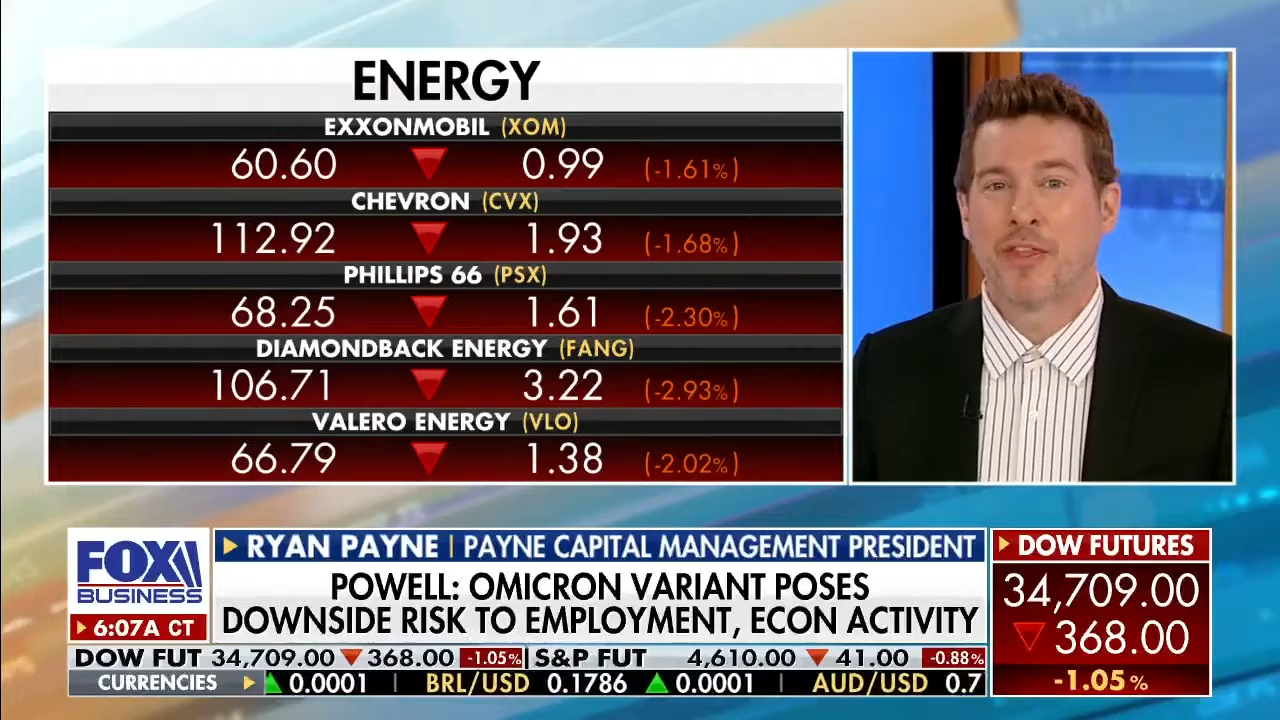 ENERGY
EXXONMOBIL (XOM)
60.60 0.99 (-1.61%)
CHEVRON (CVX)
112.92 1.93 (-1.68%)
PHILLIPS 66 (PSX)
68.25 1.61 (-2.30%)
DIAMONDBACK ENERGY (FANG)
106.71 3.22 (-2.93%)
VALERO ENERGY (VLO)
66.79 1.38 (-2.02%)
FOX
BUSINESS
6:07A CT
RYAN PAYNE | PAYNE CAPITAL MANAGEMENT PRESIDENT
POWELL: OMICRON VARIANT POSES
DOWNSIDE RISK TO EMPLOYMENT, ECON ACTIVITY
DOW FUTURES
34,709.00
368.00
-1.05%
DOW FUT 34,709.00 368.00 -1.05% S&P FUT 4,610.00 41.00 -0.88%
CURRENCIES 0.0001 | BRL/USD 0.1786 0.0001 | AUD/USD 0.7